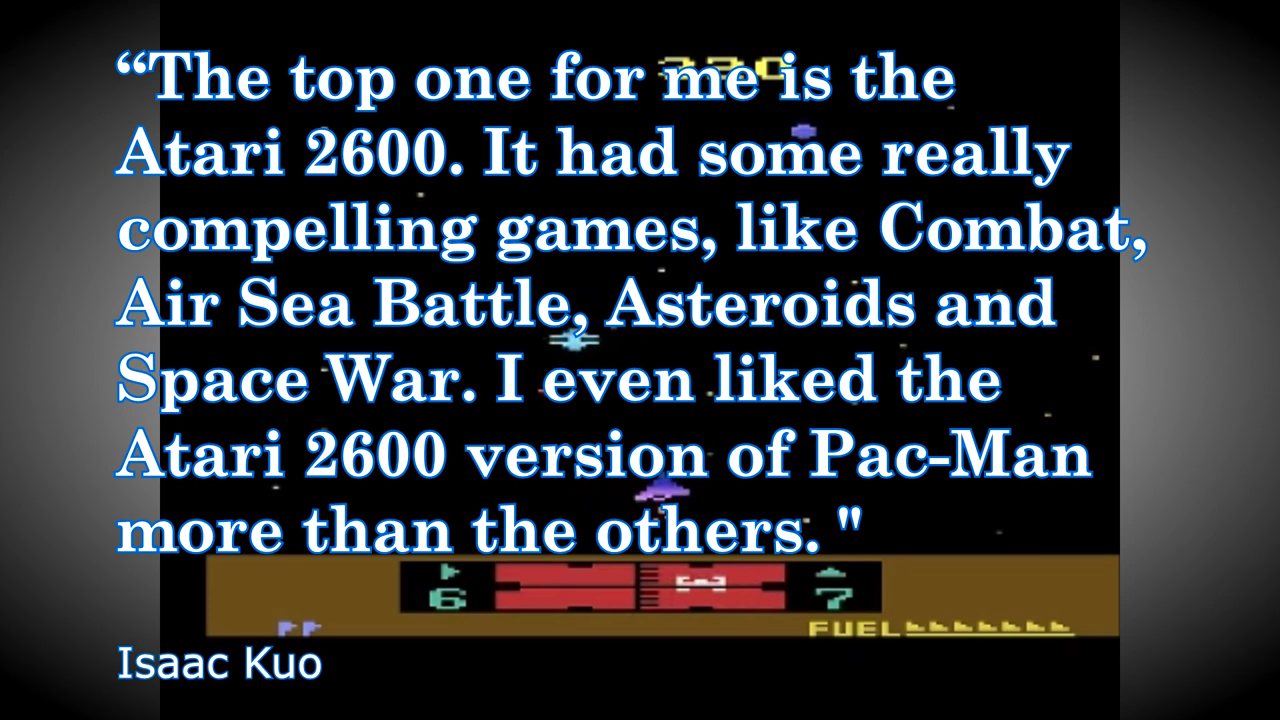 “The top one for me is the
Atari 2600. It had some really
compelling games, like Combat,
Air Sea Battle, Asteroids and
Space War. I even liked the
Atari 2600 version of Pac-Man
more than the others. "
6 7
FUEL
Isaac Kuo